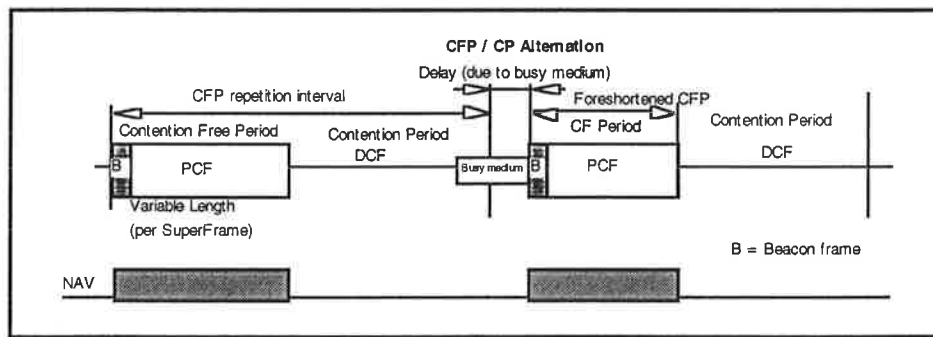 CFP / CP Alternation
Delay (due to busy medium)
CFP repetition interval
Foreshortened CFP
Contention Free Period
Contention Period
CF Period
Contention Period
DCF
DCF
B
PCF
Busy medium
B
PCF
Variable Length
(per SuperFrame)
B = Beacon frame
NAV